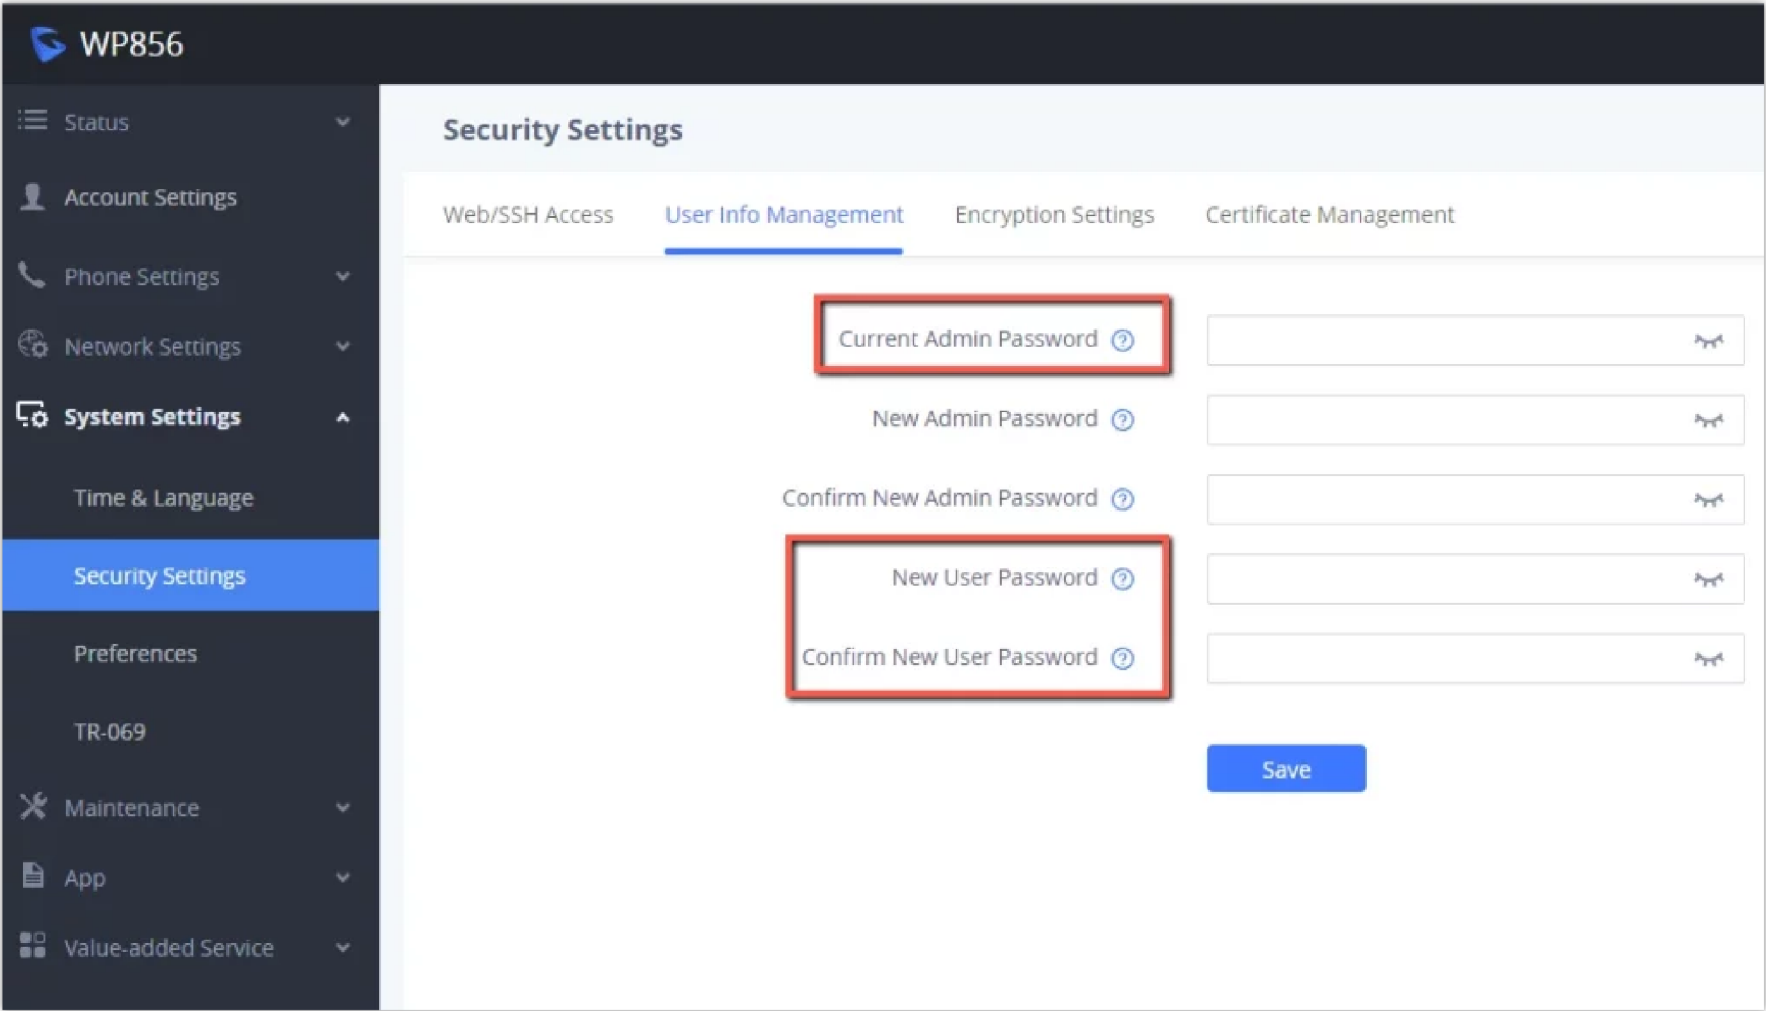 WP856
Status
Account Settings
Phone Settings
Network Settings
System Settings
Time & Language
Security Settings
Preferences
TR-069
Maintenance
App
Value-added Service
Security Settings
Web/SSH Access User Info Management Encryption Settings Certificate Management
Current Admin Password ?
New Admin Password ?
Confirm New Admin Password ?
New User Password ?
Confirm New User Password ?
Save